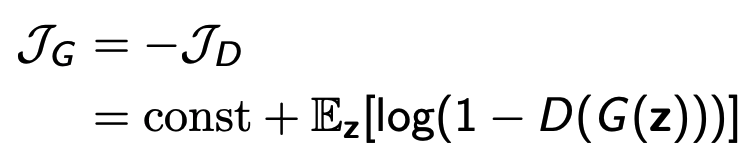 𝒥_G = −𝒥_D
= const + 𝔼_𝐳[log(1 − D(G(𝐳)))]